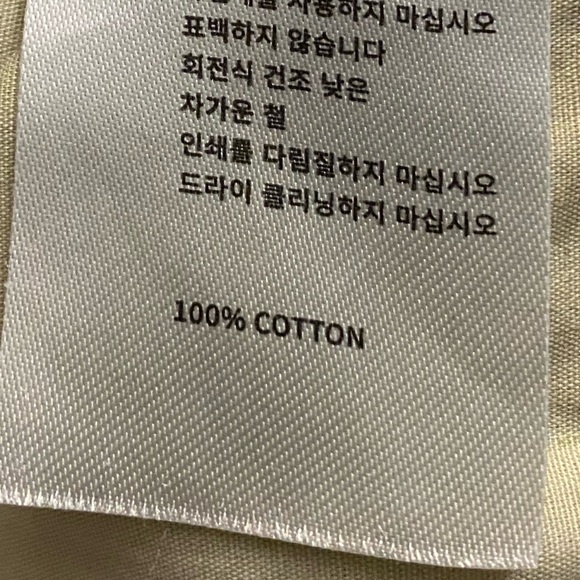 사용하지 마십시오
표백하지 않습니다
회전식 건조 낮은
차가운 철
인쇄를 다림질하지 마십시오
드라이 클리닝하지 마십시오
100% COTTON